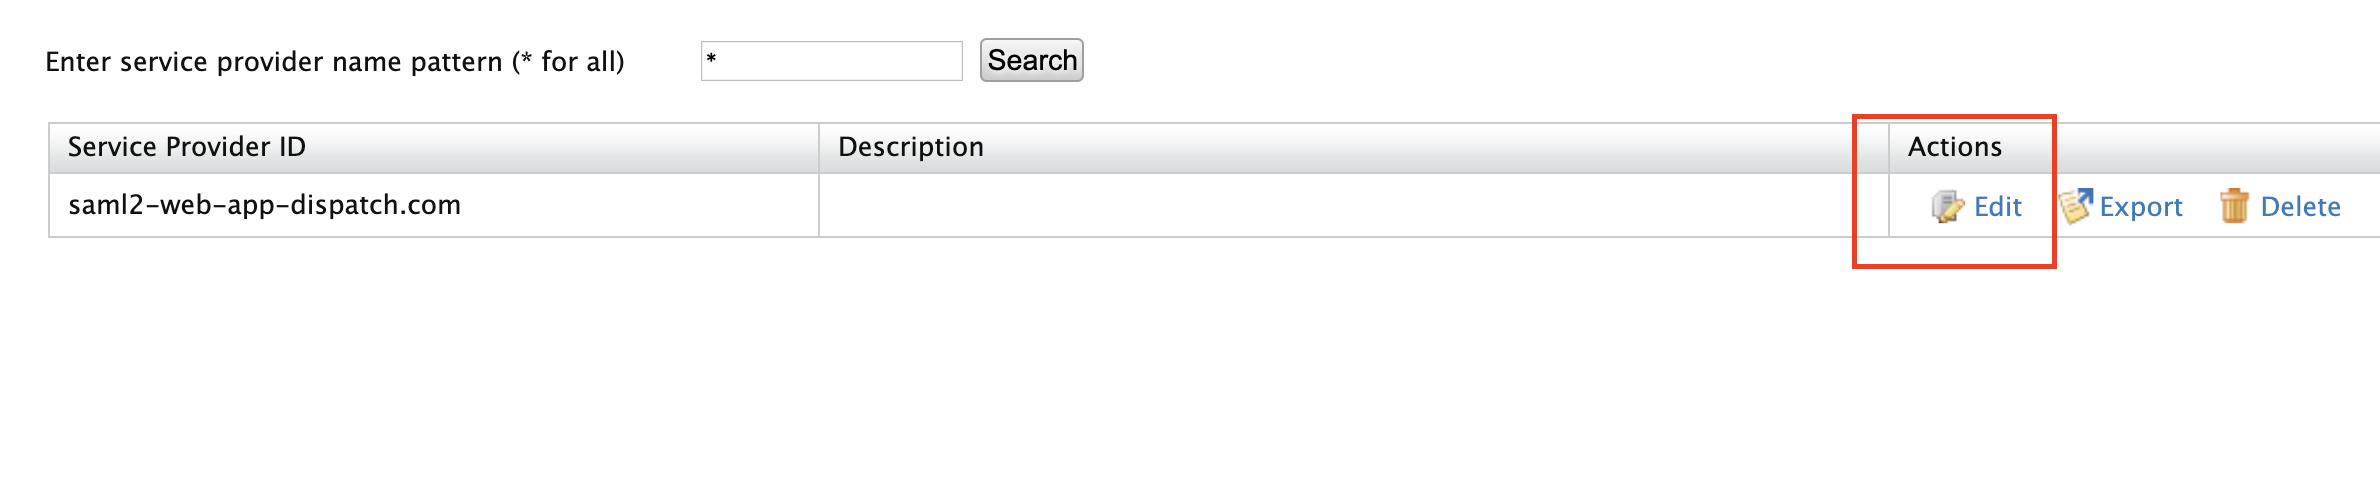 Enter service provider name pattern (* for all) * Search
Service Provider ID Description Actions
saml2-web-app-dispatch.com Edit Export Delete